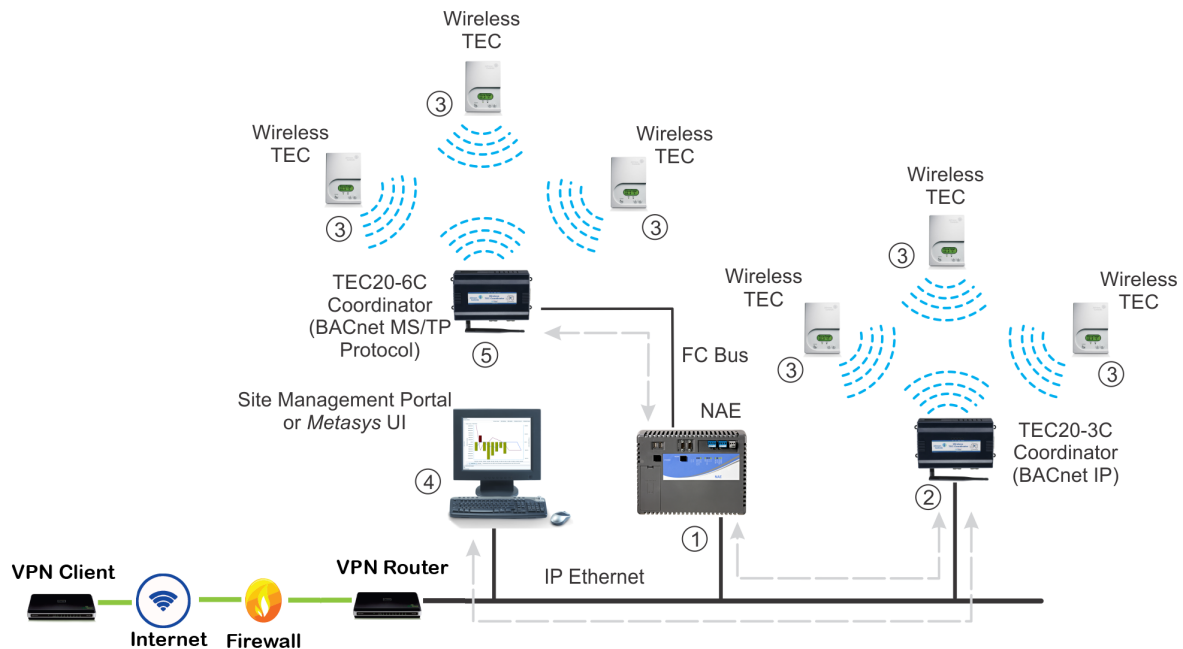 Wireless
TEC
3
Wireless
TEC
3
Wireless
TEC
3
TEC20-6C
Coordinator
(BACnet MS/TP
Protocol)
5
FC Bus
Wireless
TEC
3
Wireless
TEC
3
Wireless
TEC
3
Site Management Portal
or Metasys UI
4
NAE
NAE
1
TEC20-3C
Coordinator
(BACnet IP)
2
IP Ethernet
VPN Client
Internet
Firewall
VPN Router